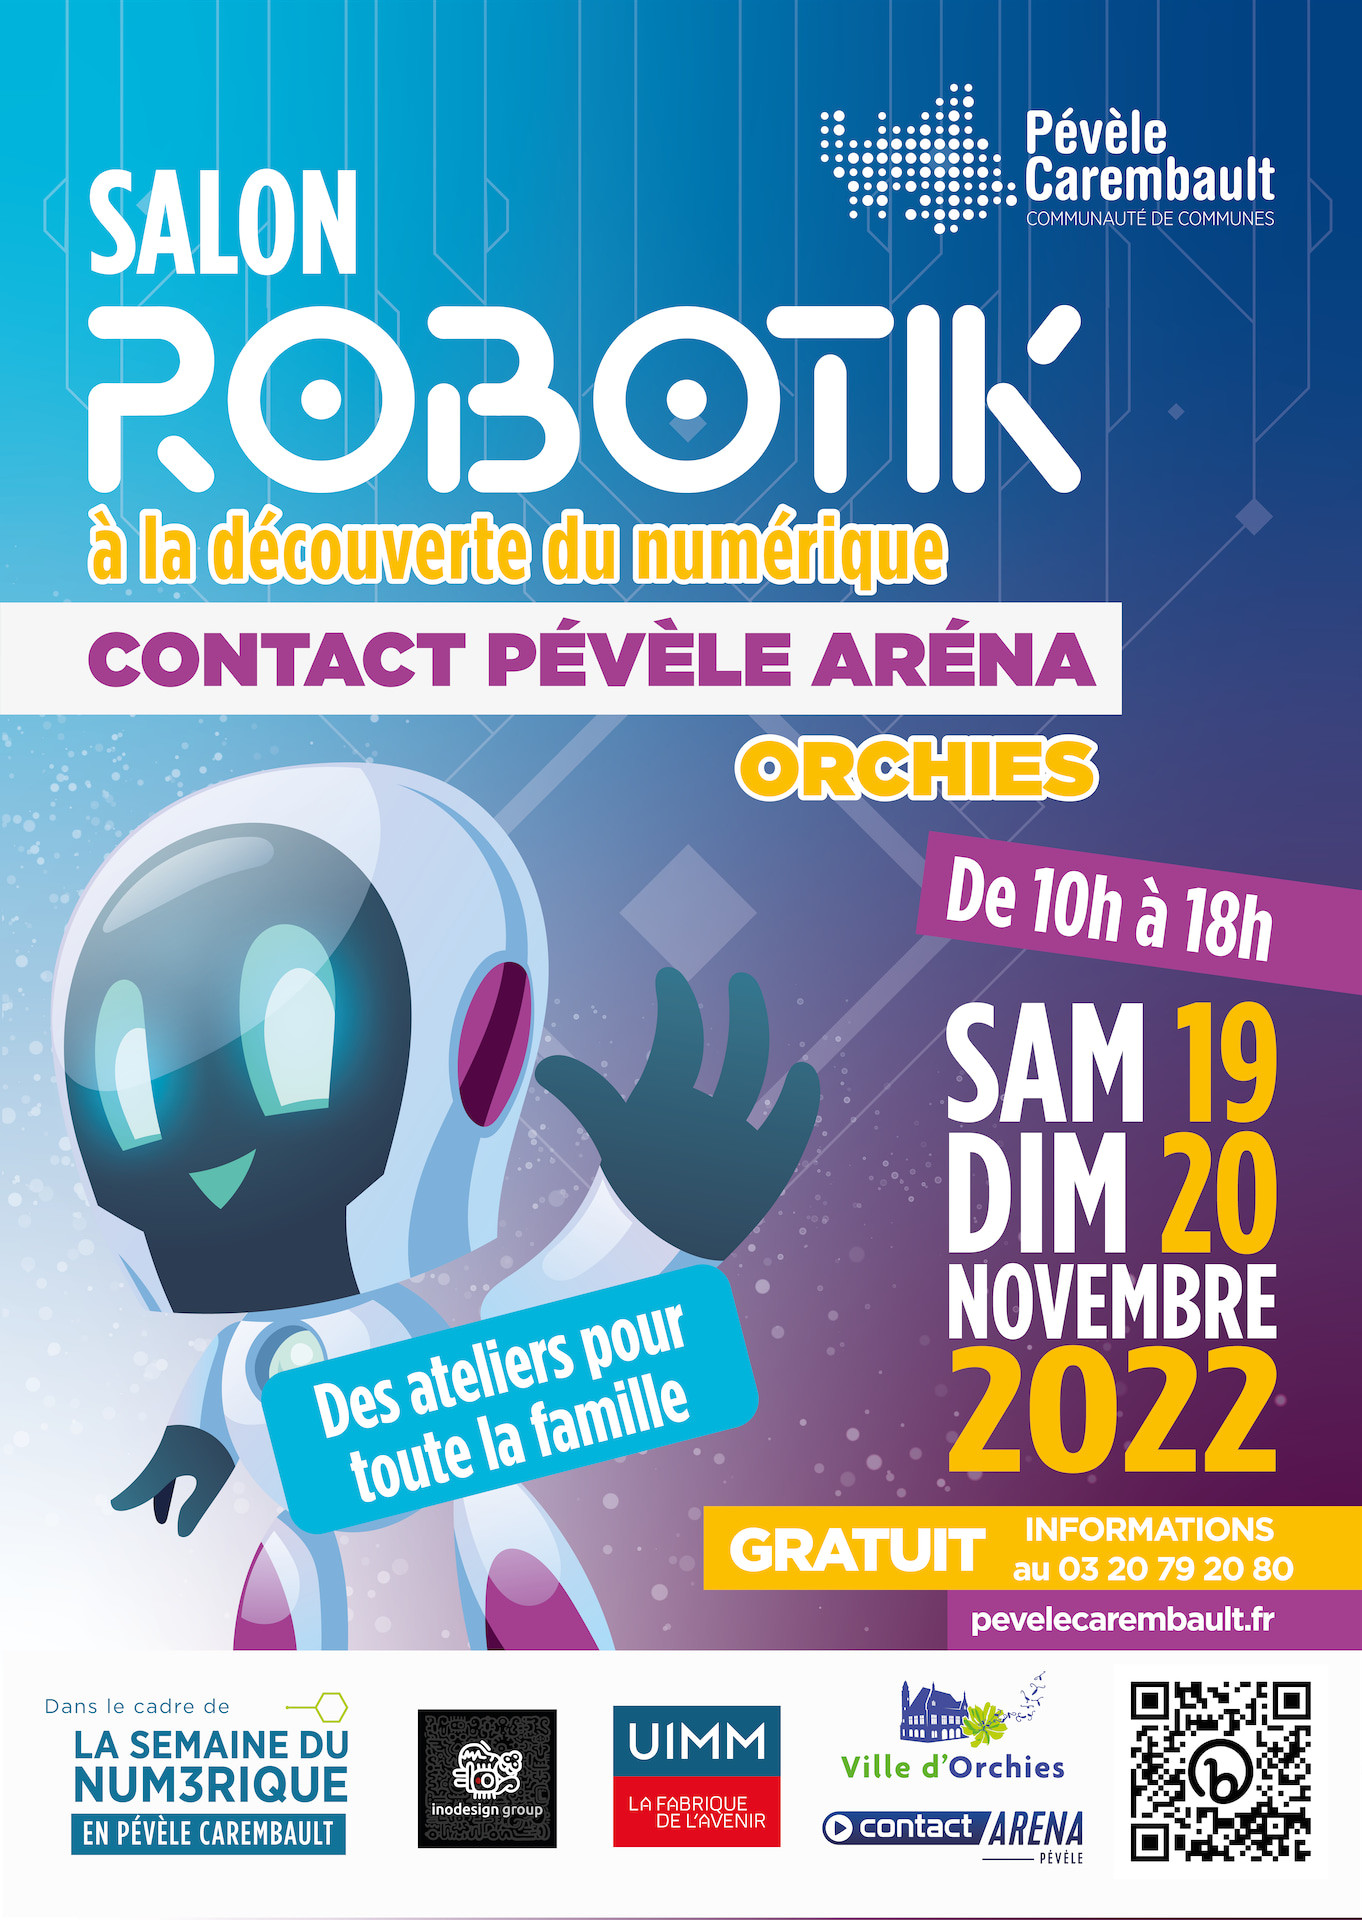 Pévèle
Carembault
COMMUNAUTÉ DE COMMUNES
SALON
ROBOTIK
à la découverte du numérique
CONTACT PÉVÈLE ARÉNA
ORCHIES
De 10h à 18h
SAM 19
DIM 20
NOVEMBRE
2022
Des ateliers pour
toute la famille
GRATUIT
INFORMATIONS
au 03 20 79 20 80
pevelecarembault.fr
Dans le cadre de
LA SEMAINE DU
NUM3RIQUE
EN PÉVÈLE CAREMBAULT
inodesign group
UIMM
LA FABRIQUE
DE L'AVENIR
Ville d'Orchies
contact ARENA
PÉVÈLE
b